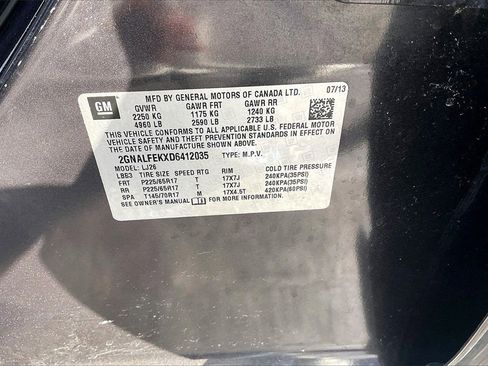 GM
MFD BY GENERAL MOTORS OF CANADA LTD. 07/13
GVWR GAWR FRT GAWR RR
2250 KG 1175 KG 1240 KG
4960 LB 2590 LB 2733 LB
THIS VEHICLE CONFORMS TO ALL APPLICABLE U.S. FEDERAL MOTOR
VEHICLE SAFETY AND THEFT PREVENTION STANDARDS IN EFFECT ON
THE DATE OF MANUFACTURE SHOWN ABOVE.
2GNALFEKXD6412035 TYPE: M.P.V.
MODEL: LJ26
LBB3 TIRE SIZE SPEED RTG RIM COLD TIRE PRESSURE
FRT P225/65R17 T 17X7J 240KPA(35PSI)
RR P225/65R17 T 17X7J 240KPA(35PSI)
SPA T145/70R17 M 17X4.5T 420KPA(60PSI)
SEE OWNER'S MANUAL FOR MORE INFORMATION.